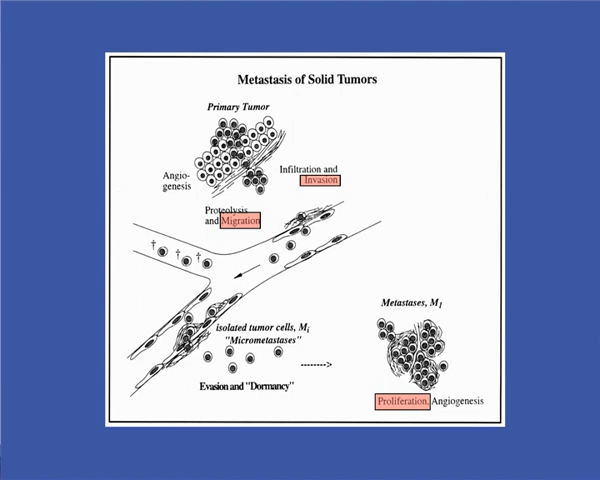 Metastasis of Solid Tumors
Primary Tumor
Angio-
genesis
Infiltration and
Invasion
Proteolysis
and Migration
† † †
isolated tumor cells, Mi
"Micrometastases"
Evasion and "Dormancy"
-------->
Metastases, M1
Proliferation, Angiogenesis